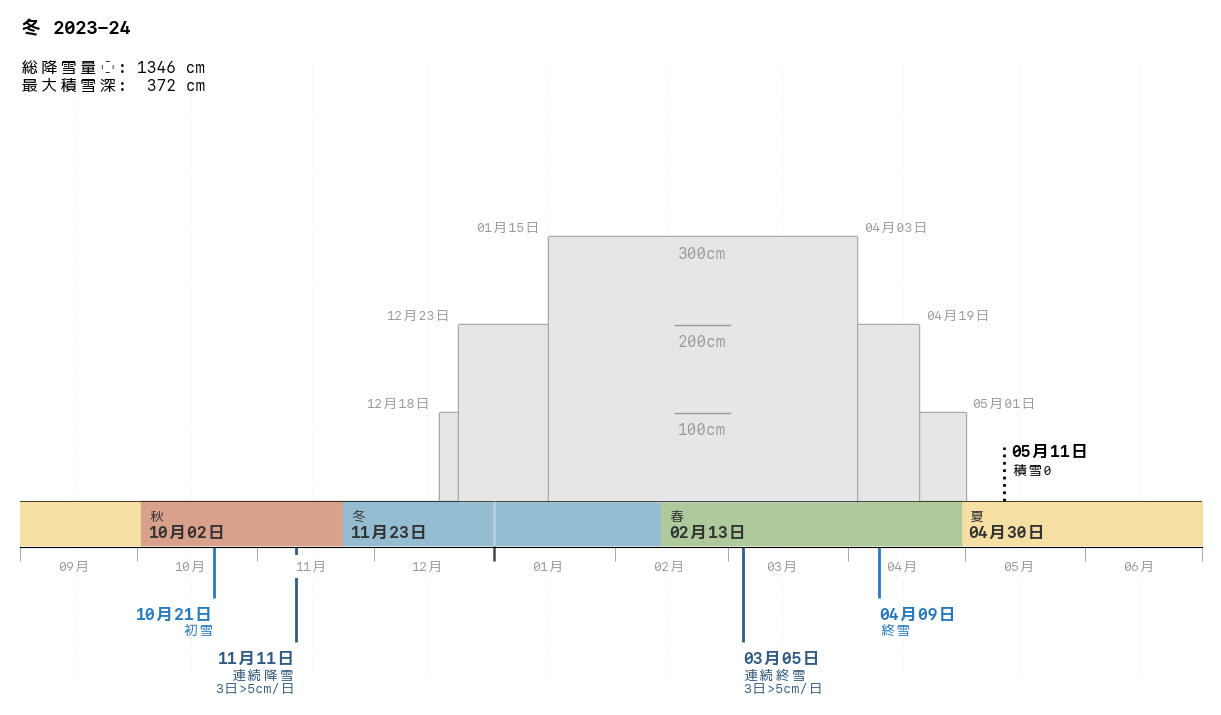 冬 2023−24
総降雪量: 1346 cm
最大積雪深: 372 cm
01月15日
04月03日
300cm
12月23日
04月19日
200cm
12月18日
05月01日
100cm
05月11日
積雪0
秋
10月02日
冬
11月23日
春
02月13日
夏
04月30日
09月
10月
11月
12月
01月
02月
03月
04月
05月
06月
10月21日
初雪
04月09日
終雪
11月11日
連続降雪
3日>5cm/日
03月05日
連続終雪
3日>5cm/日